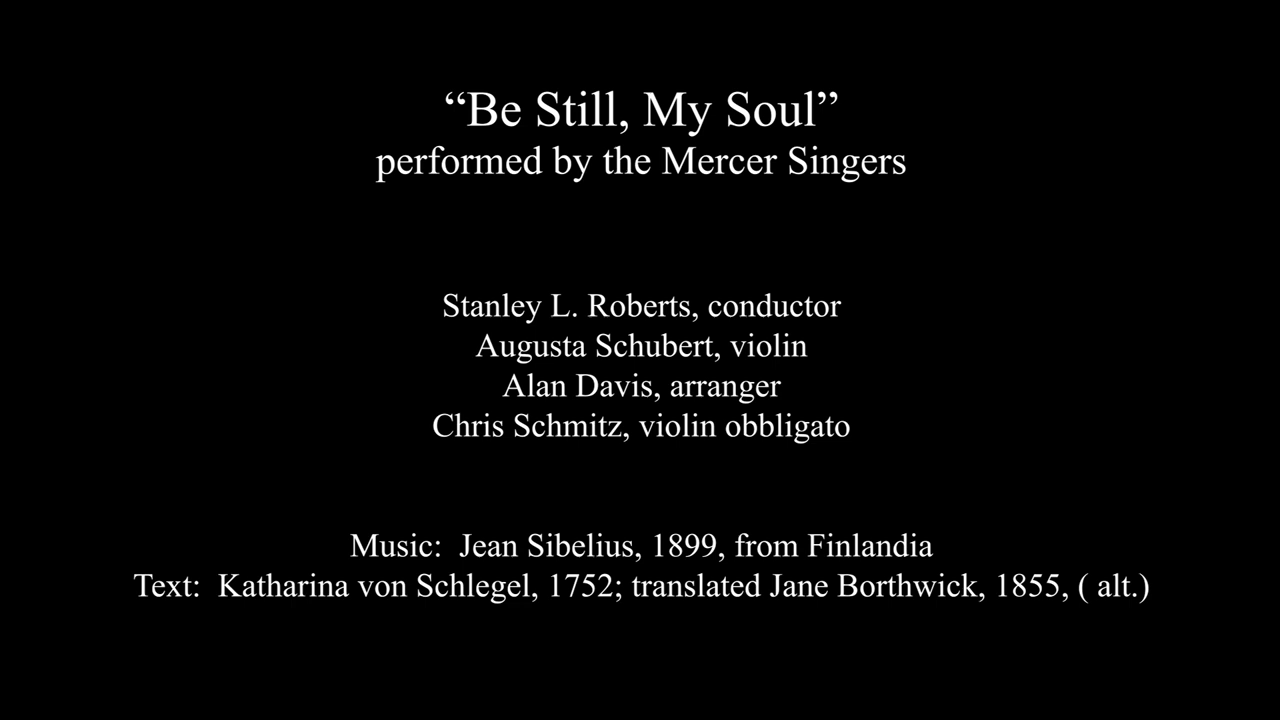 “Be Still, My Soul”
performed by the Mercer Singers
Stanley L. Roberts, conductor
Augusta Schubert, violin
Alan Davis, arranger
Chris Schmitz, violin obbligato
Music:  Jean Sibelius, 1899, from Finlandia
Text:  Katharina von Schlegel, 1752; translated Jane Borthwick, 1855, ( alt.)